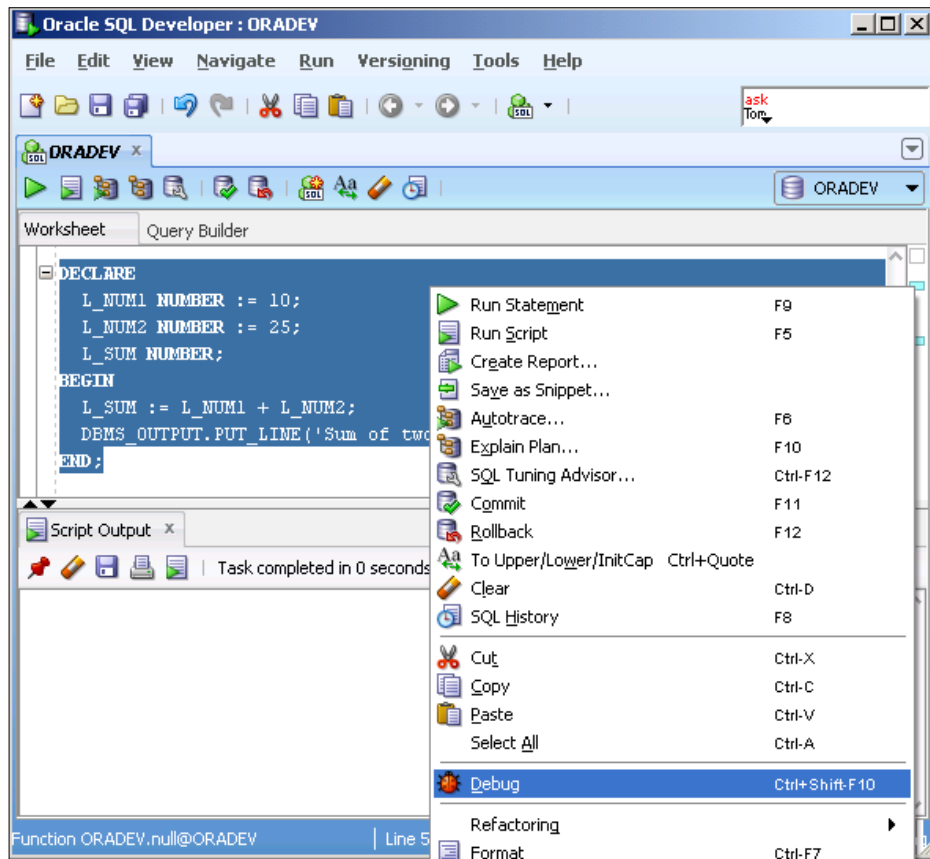 Oracle SQL Developer : ORADEV
File Edit View Navigate Run Versioning Tools Help
ask
Tom
SQL
ORADEV
SQL
Aa
ORADEV
Worksheet Query Builder
DECLARE
L_NUM1 NUMBER := 10;
L_NUM2 NUMBER := 25;
L_SUM NUMBER;
BEGIN
L_SUM := L_NUM1 + L_NUM2;
DBMS_OUTPUT.PUT_LINE('Sum of two
END;
Run Statement F9
Run Script F5
Create Report...
Save as Snippet...
Autotrace... F6
Explain Plan... F10
SQL Tuning Advisor... Ctrl-F12
Commit F11
Rollback F12
Aa To Upper/Lower/InitCap Ctrl+Quote
Clear Ctrl-D
SQL History F8
Cut Ctrl-X
Copy Ctrl-C
Paste Ctrl-V
Select All Ctrl-A
Debug Ctrl+Shift-F10
Refactoring
Format Ctrl-F7
Script Output
Task completed in 0 seconds
Function ORADEV.null@ORADEV Line 5